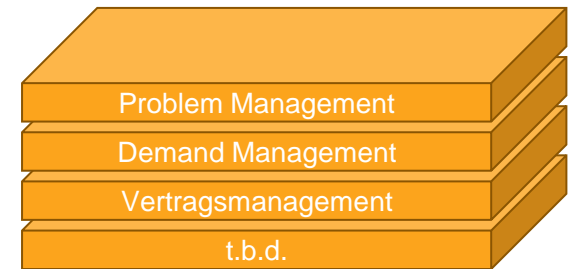 Problem Management
Demand Management
Vertragsmanagement
t.b.d.